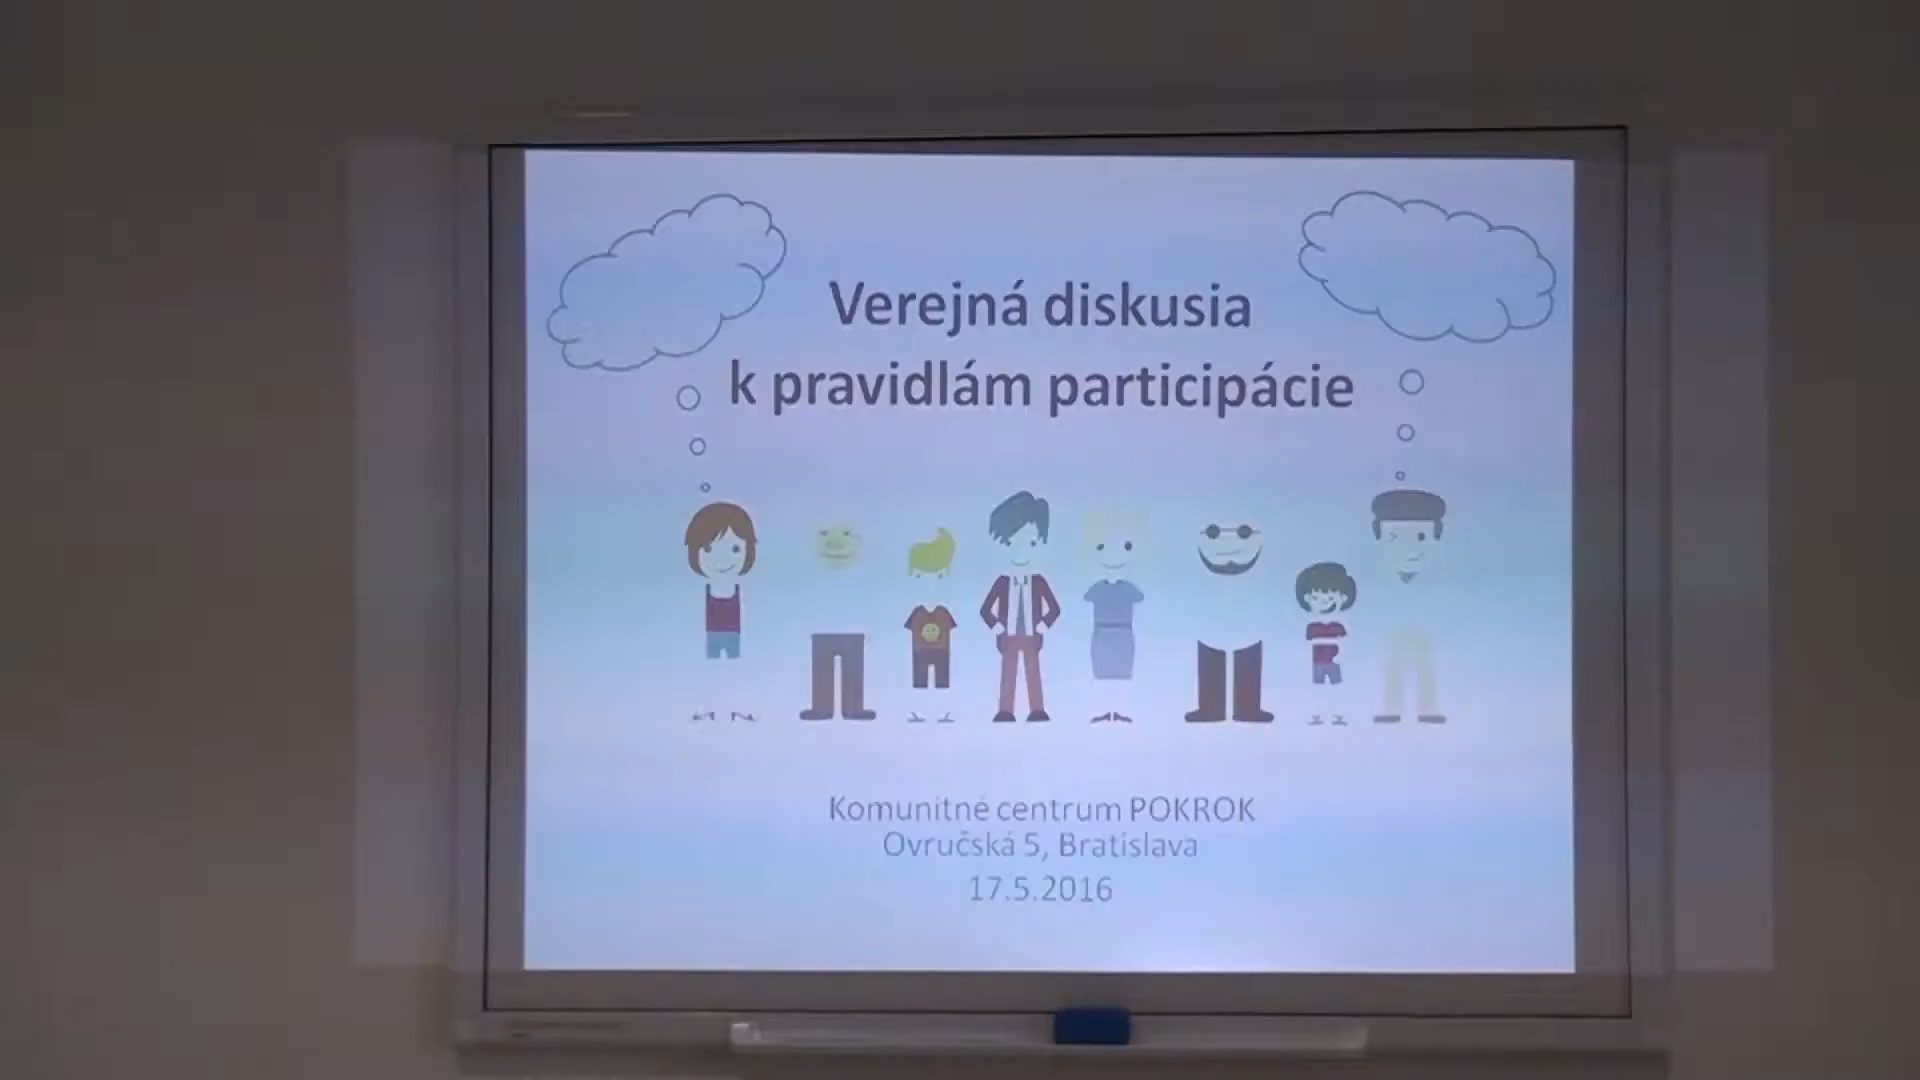 Verejná diskusia
k pravidlám participácie
Komunitné centrum POKROK
Ovručská 5, Bratislava
17.5.2016